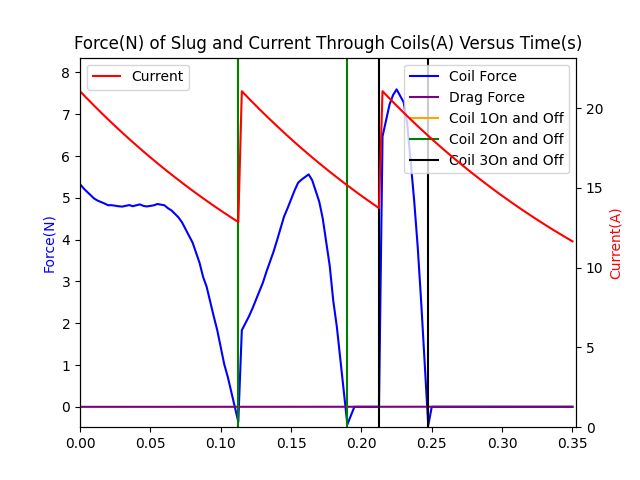 Force(N) of Slug and Current Through Coils(A) Versus Time(s)
Current
Coil Force
Drag Force
Coil 1On and Off
Coil 2On and Off
Coil 3On and Off
Force(N)
8
7
6
5
4
3
2
1
0
Current(A)
20
15
10
5
0
0.00 0.05 0.10 0.15 0.20 0.25 0.30 0.35